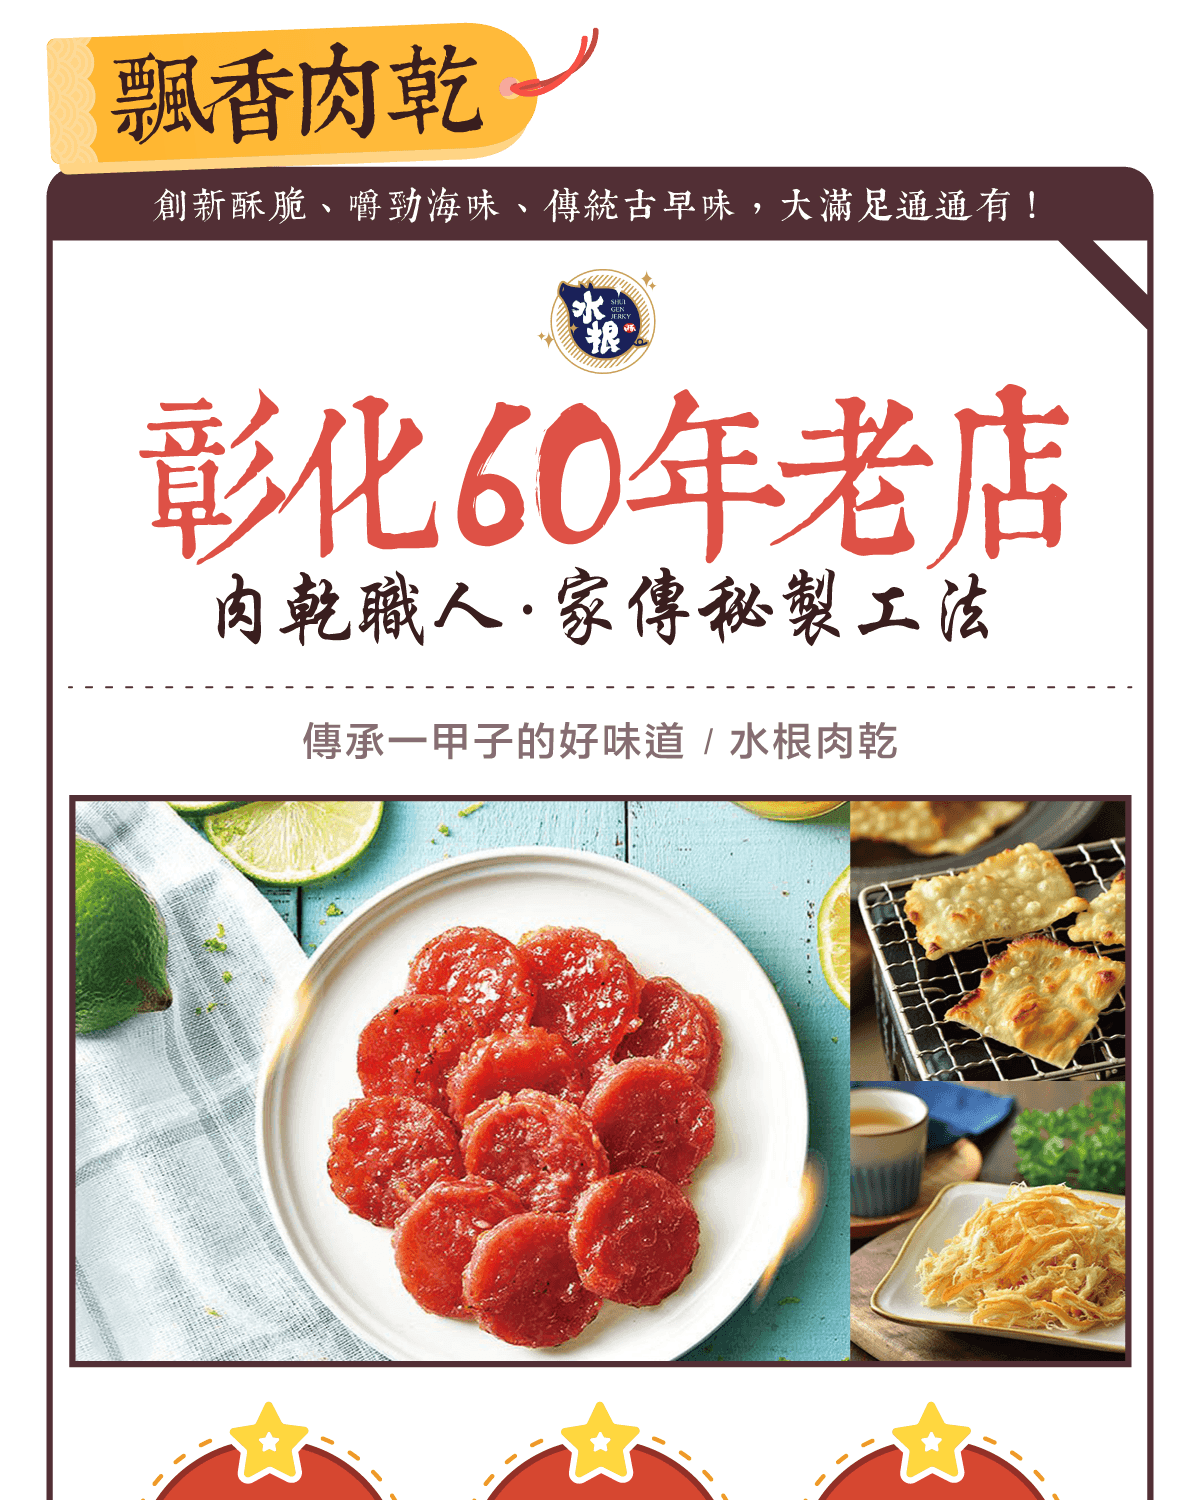 飄香肉乾
創新酥脆、嚼勁海味、傳統古早味，大滿足通通有！
水根
SHUI
GEN
JERKY
彰化60年老店
肉乾職人·家傳秘製工法
傳承一甲子的好味道 / 水根肉乾